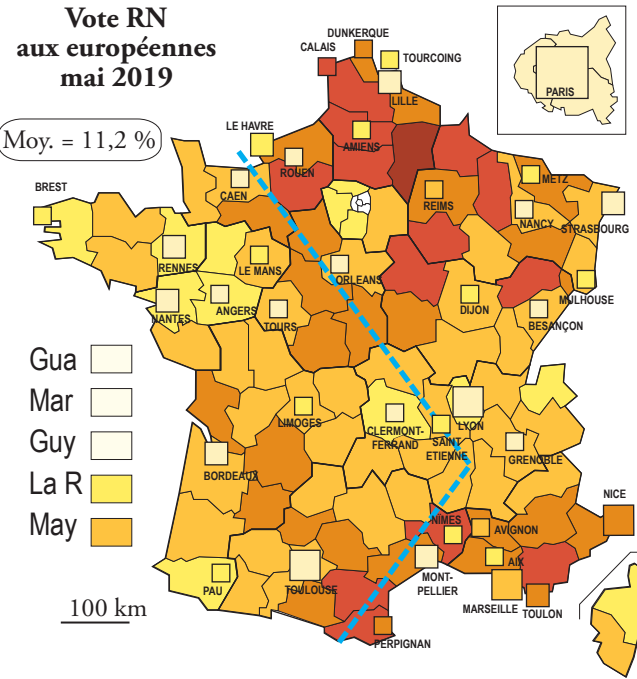 Vote RN
aux européennes
mai 2019
Moy. = 11,2 %
DUNKERQUE
CALAIS
TOURCOING
LILLE
PARIS
LE HAVRE
AMIENS
ROUEN
CAEN
REIMS
METZ
NANCY
STRASBOURG
BREST
RENNES
LE MANS
ORLEANS
MULHOUSE
NANTES
ANGERS
TOURS
DIJON
BESANÇON
Gua
Mar
Guy
La R
May
LIMOGES
CLERMONT-
FERRAND
LYON
SAINT
ETIENNE
GRENOBLE
BORDEAUX
NICE
NÎMES
AVIGNON
AIX
PAU
TOULOUSE
MONT-
PELLIER
MARSEILLE
TOULON
PERPIGNAN
100 km